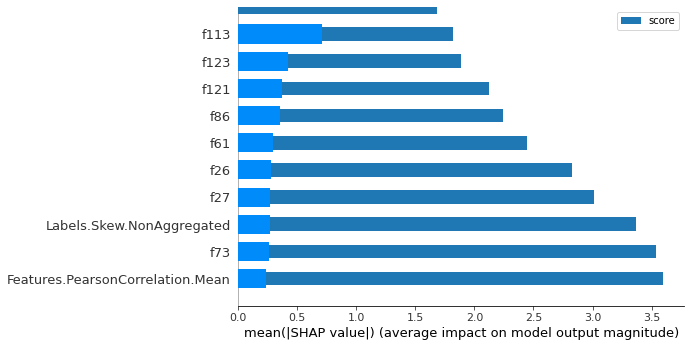 score
f113
f123
f121
f86
f61
f26
f27
Labels.Skew.NonAggregated
f73
Features.PearsonCorrelation.Mean
0.0 0.5 1.0 1.5 2.0 2.5 3.0 3.5
mean(|SHAP value|) (average impact on model output magnitude)